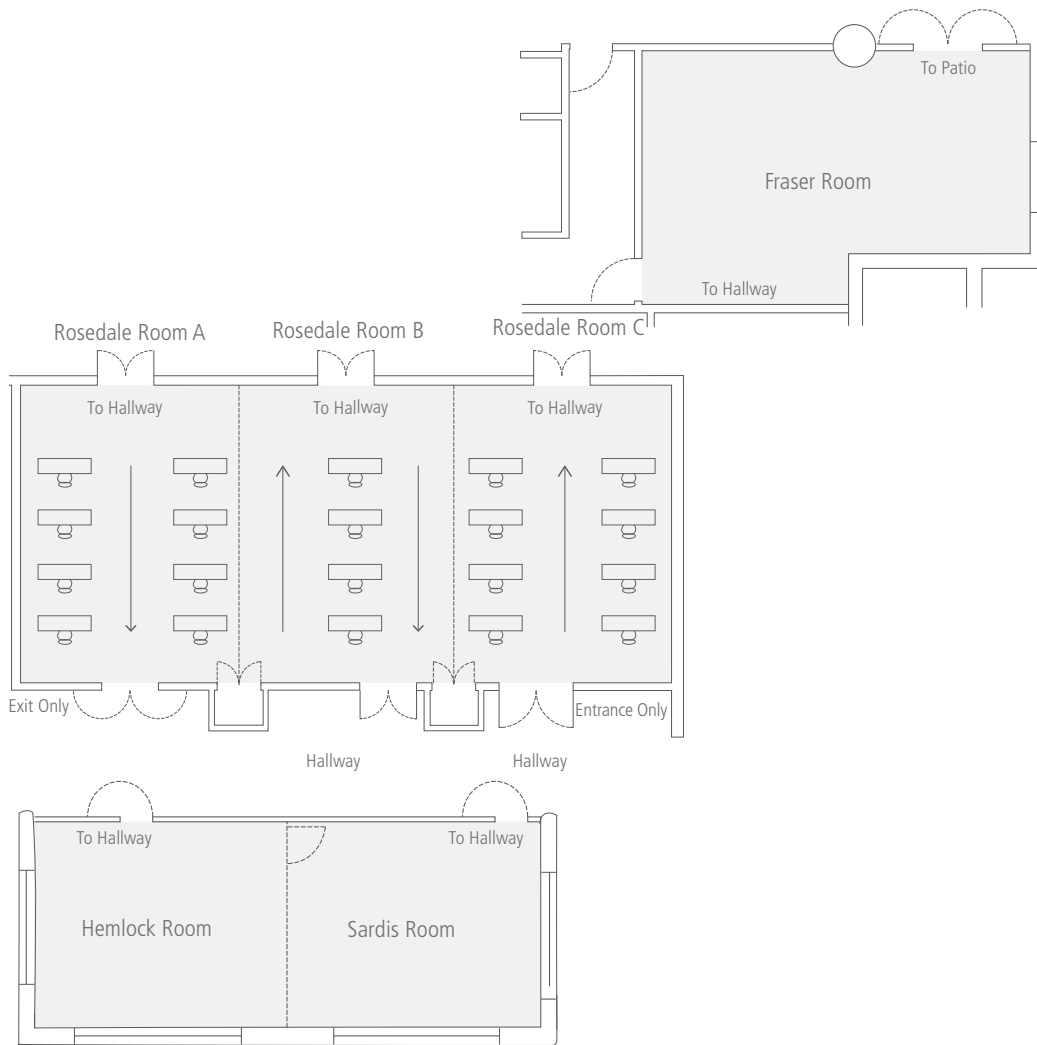 To Patio
Fraser Room
To Hallway
Rosedale Room A
Rosedale Room B
Rosedale Room C
To Hallway
To Hallway
To Hallway
Exit Only
Entrance Only
Hallway
Hallway
To Hallway
To Hallway
Hemlock Room
Sardis Room